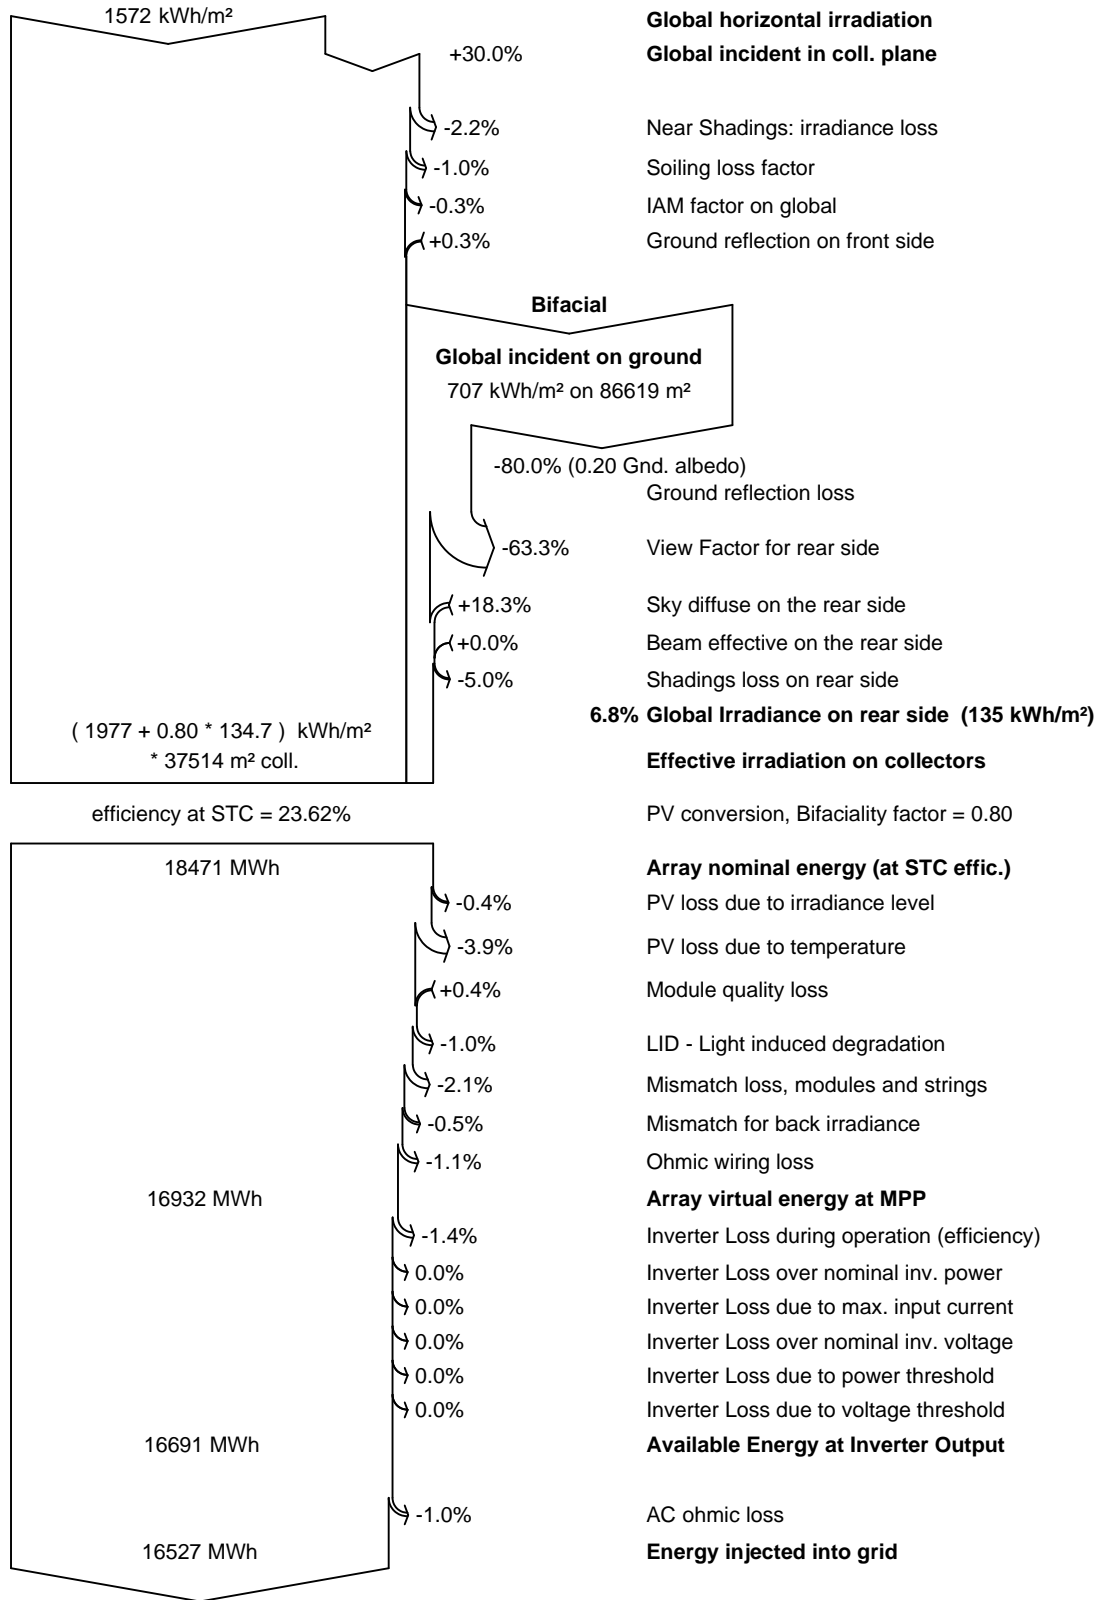 1572 kWh/m² Global horizontal irradiation
+30.0% Global incident in coll. plane
-2.2% Near Shadings: irradiance loss
-1.0% Soiling loss factor
-0.3% IAM factor on global
+0.3% Ground reflection on front side
Bifacial
Global incident on ground
707 kWh/m² on 86619 m²
-80.0% (0.20 Gnd. albedo)
Ground reflection loss
-63.3% View Factor for rear side
+18.3% Sky diffuse on the rear side
+0.0% Beam effective on the rear side
-5.0% Shadings loss on rear side
6.8% Global Irradiance on rear side (135 kWh/m²)
( 1977 + 0.80 * 134.7 ) kWh/m²
* 37514 m² coll. Effective irradiation on collectors
efficiency at STC = 23.62% PV conversion, Bifaciality factor = 0.80
18471 MWh Array nominal energy (at STC effic.)
-0.4% PV loss due to irradiance level
-3.9% PV loss due to temperature
+0.4% Module quality loss
-1.0% LID - Light induced degradation
-2.1% Mismatch loss, modules and strings
-0.5% Mismatch for back irradiance
-1.1% Ohmic wiring loss
16932 MWh Array virtual energy at MPP
-1.4% Inverter Loss during operation (efficiency)
0.0% Inverter Loss over nominal inv. power
0.0% Inverter Loss due to max. input current
0.0% Inverter Loss over nominal inv. voltage
0.0% Inverter Loss due to power threshold
0.0% Inverter Loss due to voltage threshold
16691 MWh Available Energy at Inverter Output
-1.0% AC ohmic loss
16527 MWh Energy injected into grid